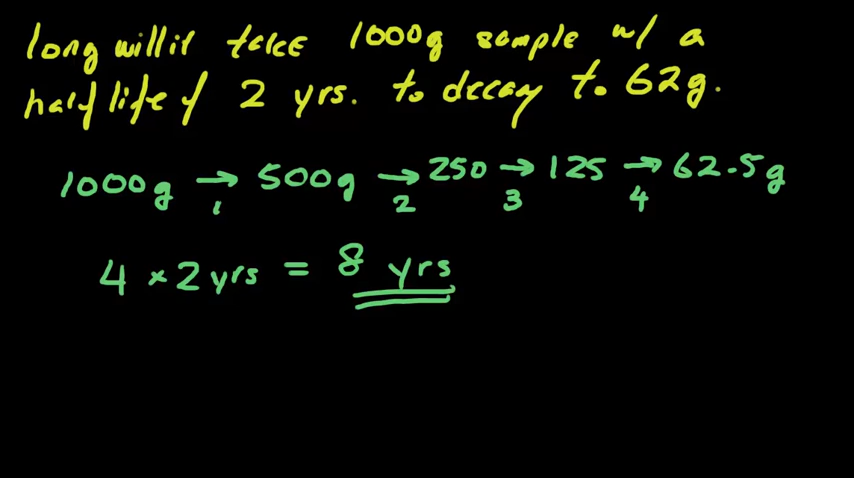 long will it take 1000g sample w/ a
half life of 2 yrs. to decay to 62g.
1000g → 500g → 250 → 125 → 62.5g
1 2 3 4
4 × 2 yrs = 8 yrs